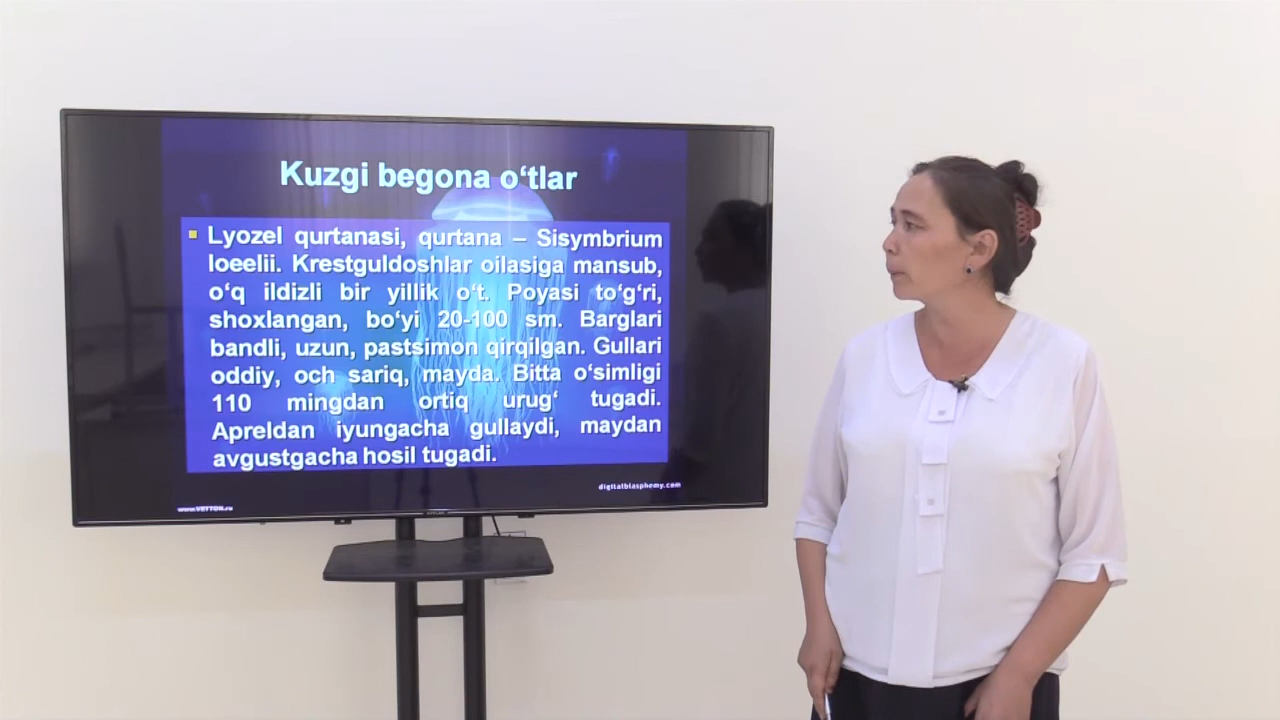 Kuzgi begona o‘tlar
Lyozel qurtanasi, qurtana – Sisymbrium
loeelii. Krestguldoshlar oilasiga mansub,
o‘q ildizli bir yillik o‘t. Poyasi to‘g‘ri,
shoxlangan, bo‘yi 20-100 sm. Barglari
bandli, uzun, pastsimon qirqilgan. Gullari
oddiy, och sariq, mayda. Bitta o‘simligi
110 mingdan ortiq urug‘ tugadi.
Apreldan iyungacha gullaydi, maydan
avgustgacha hosil tugadi.
digitalblasphemy.com
www.VETTON.ru